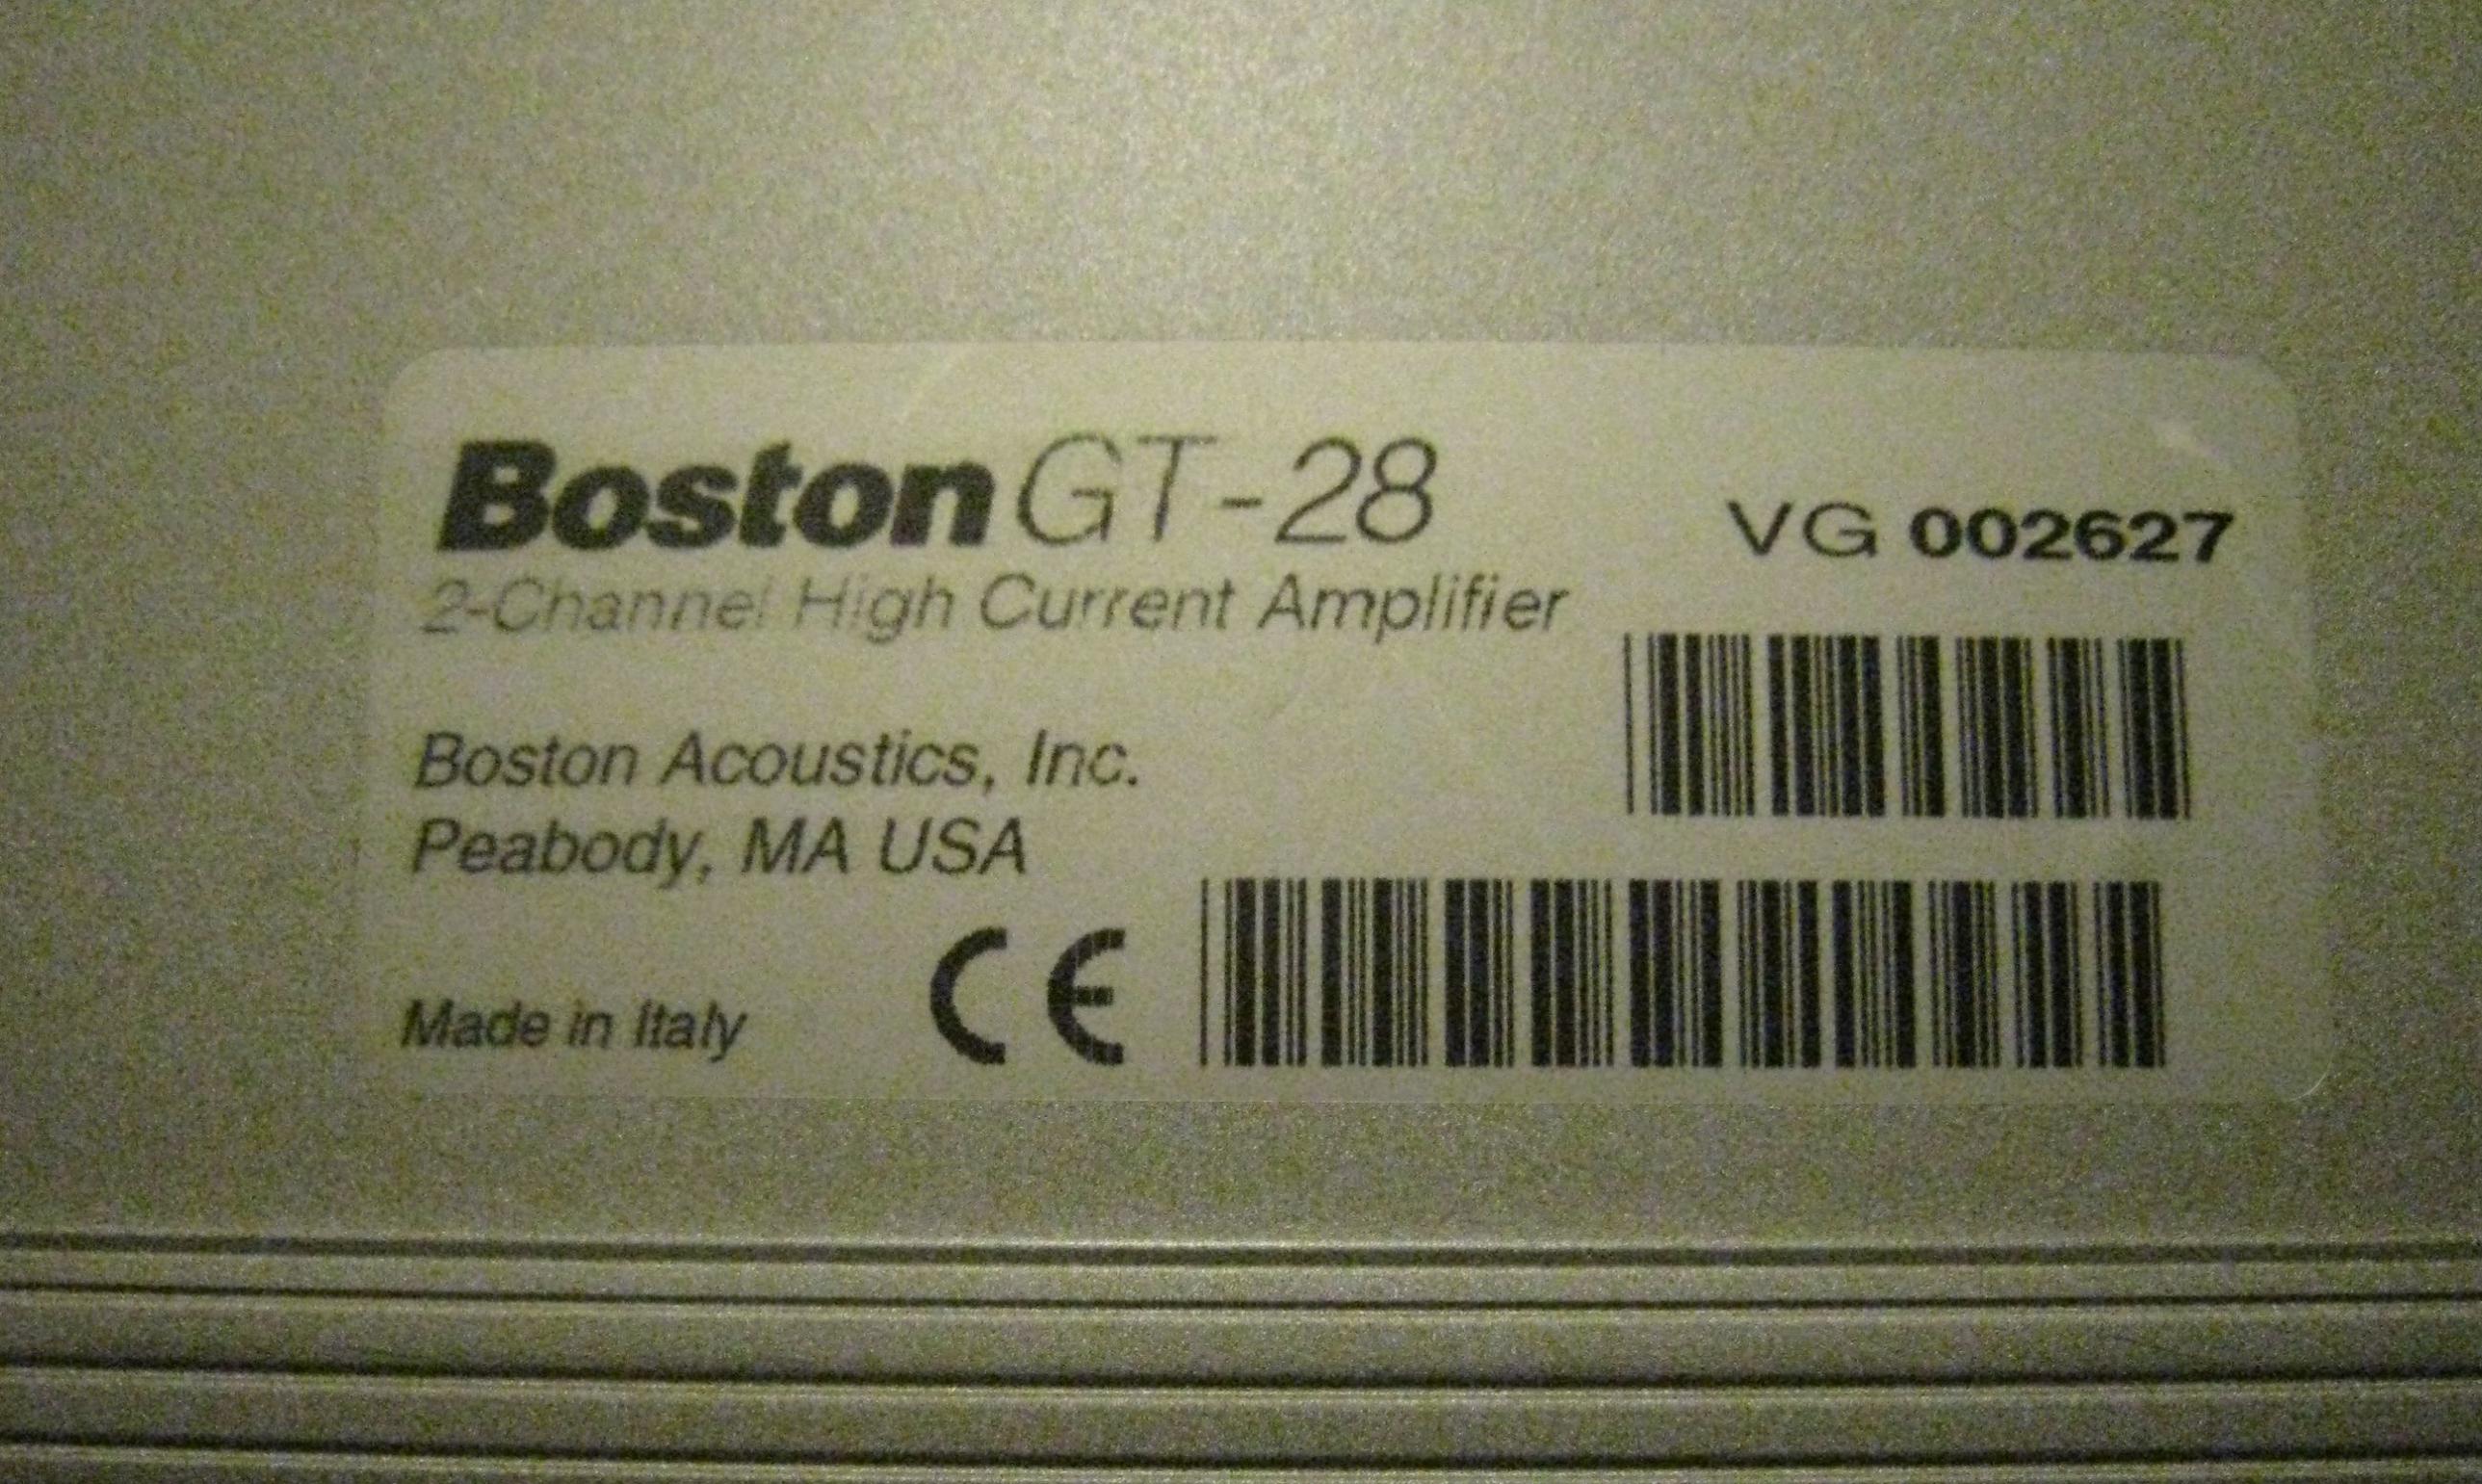 Boston GT-28
2-Channel High Current Amplifier
VG 002627
Boston Acoustics, Inc.
Peabody, MA USA
Made in Italy
CE